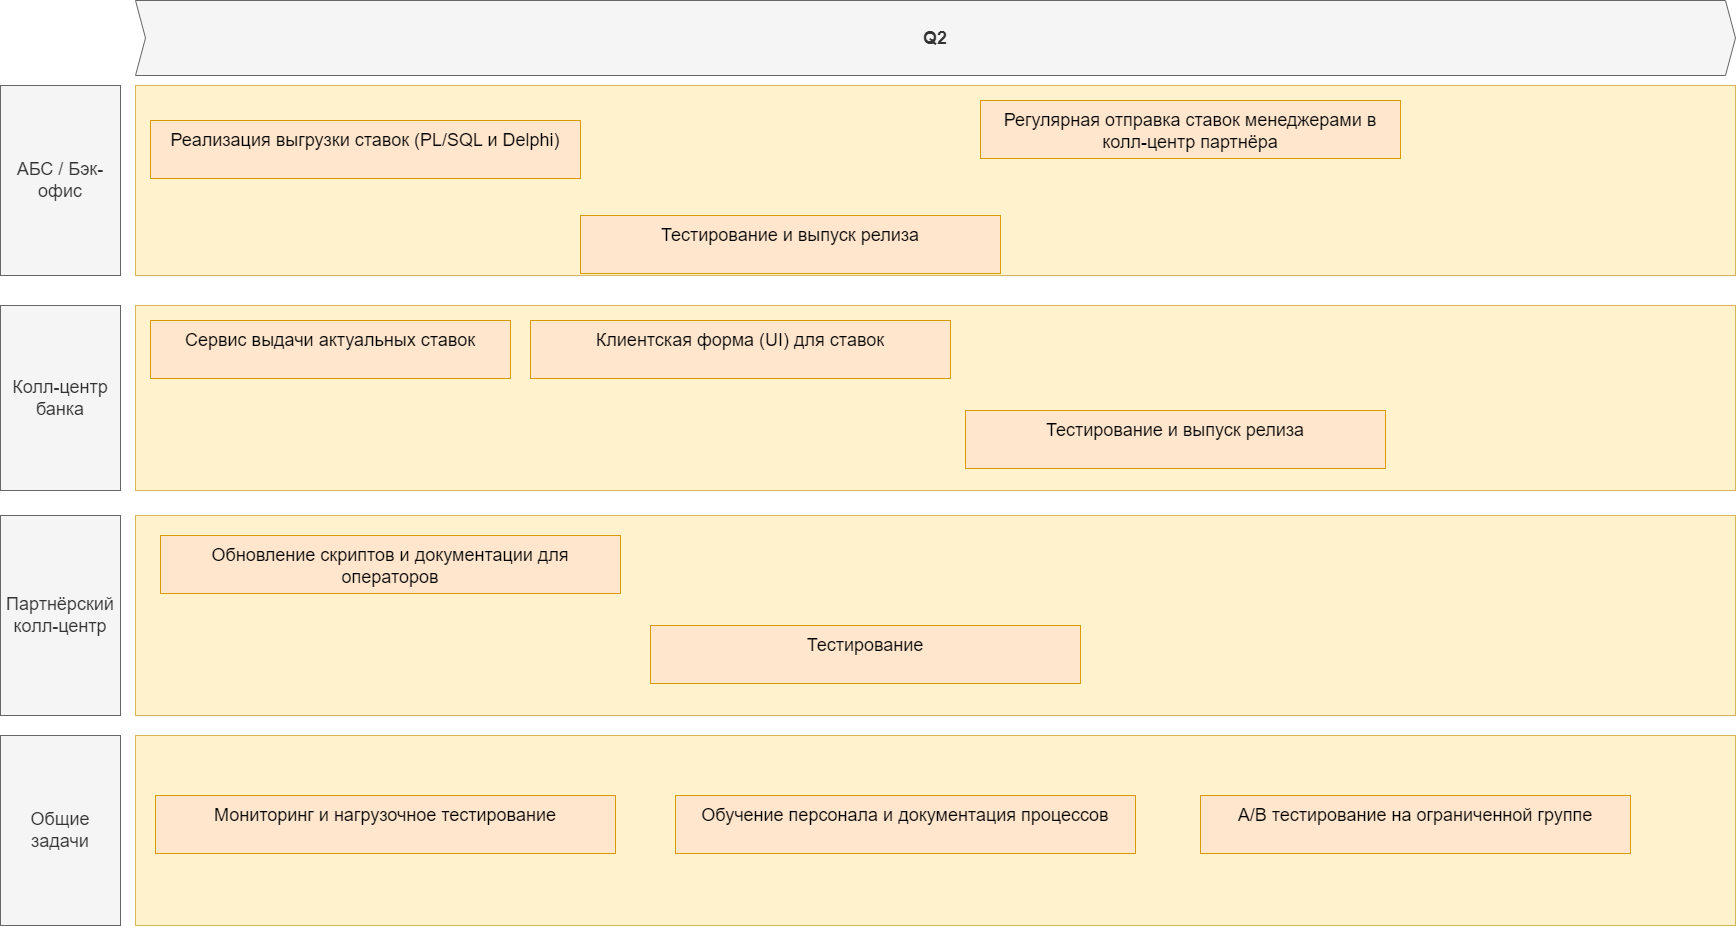 Q2
АБС / Бэк-
офис
Реализация выгрузки ставок (PL/SQL и Delphi)
Регулярная отправка ставок менеджерами в
колл-центр партнёра
Тестирование и выпуск релиза
Колл-центр
банка
Сервис выдачи актуальных ставок
Клиентская форма (UI) для ставок
Тестирование и выпуск релиза
Партнёрский
колл-центр
Обновление скриптов и документации для
операторов
Тестирование
Общие
задачи
Мониторинг и нагрузочное тестирование
Обучение персонала и документация процессов
A/B тестирование на ограниченной группе